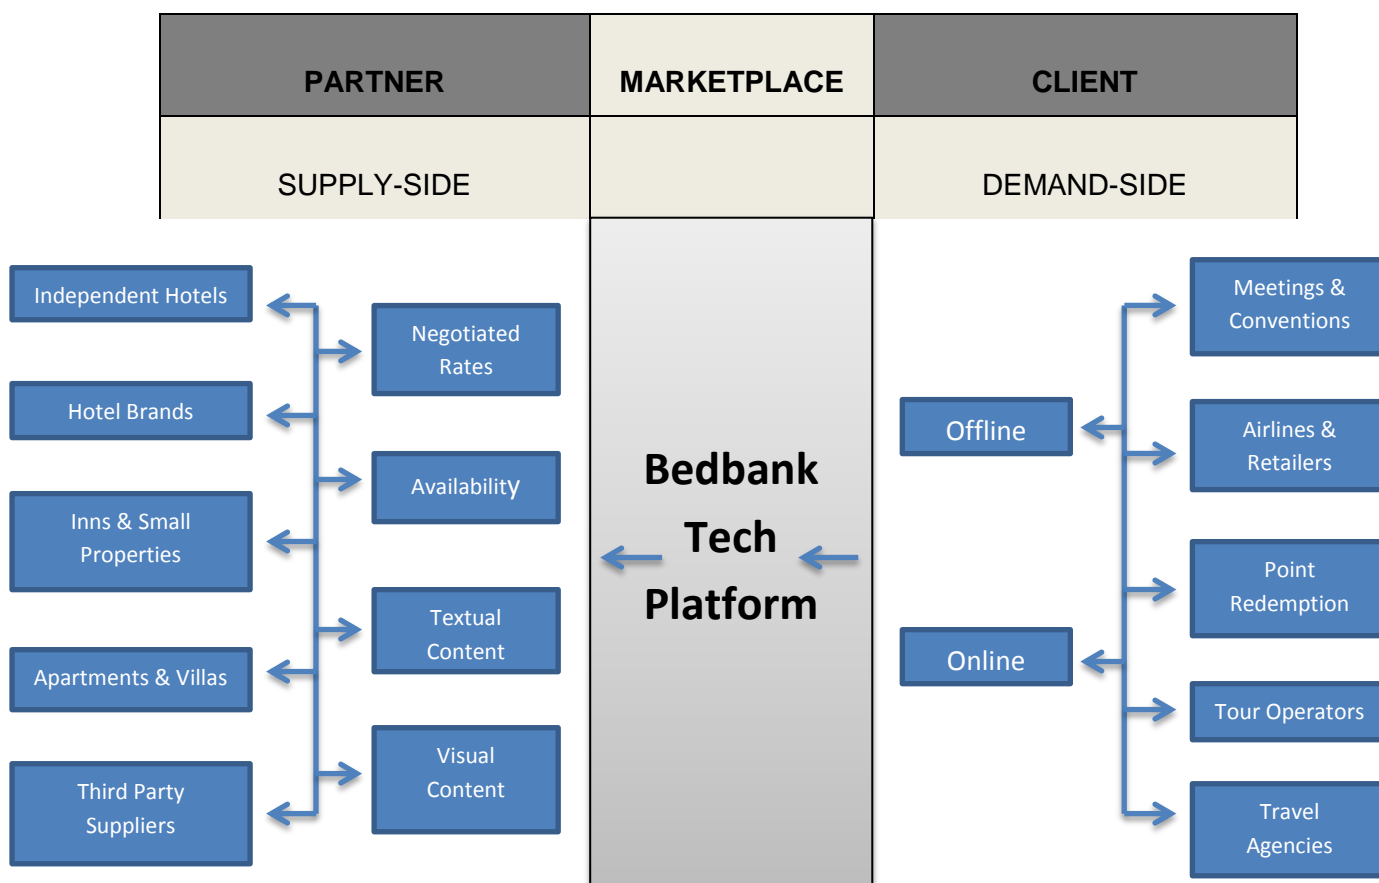 PARTNER
MARKETPLACE
CLIENT
SUPPLY-SIDE
DEMAND-SIDE
Independent Hotels
Hotel Brands
Inns & Small
Properties
Apartments & Villas
Third Party
Suppliers
Negotiated
Rates
Availability
Textual
Content
Visual
Content
Bedbank
Tech
Platform
Offline
Online
Meetings &
Conventions
Airlines &
Retailers
Point
Redemption
Tour Operators
Travel
Agencies